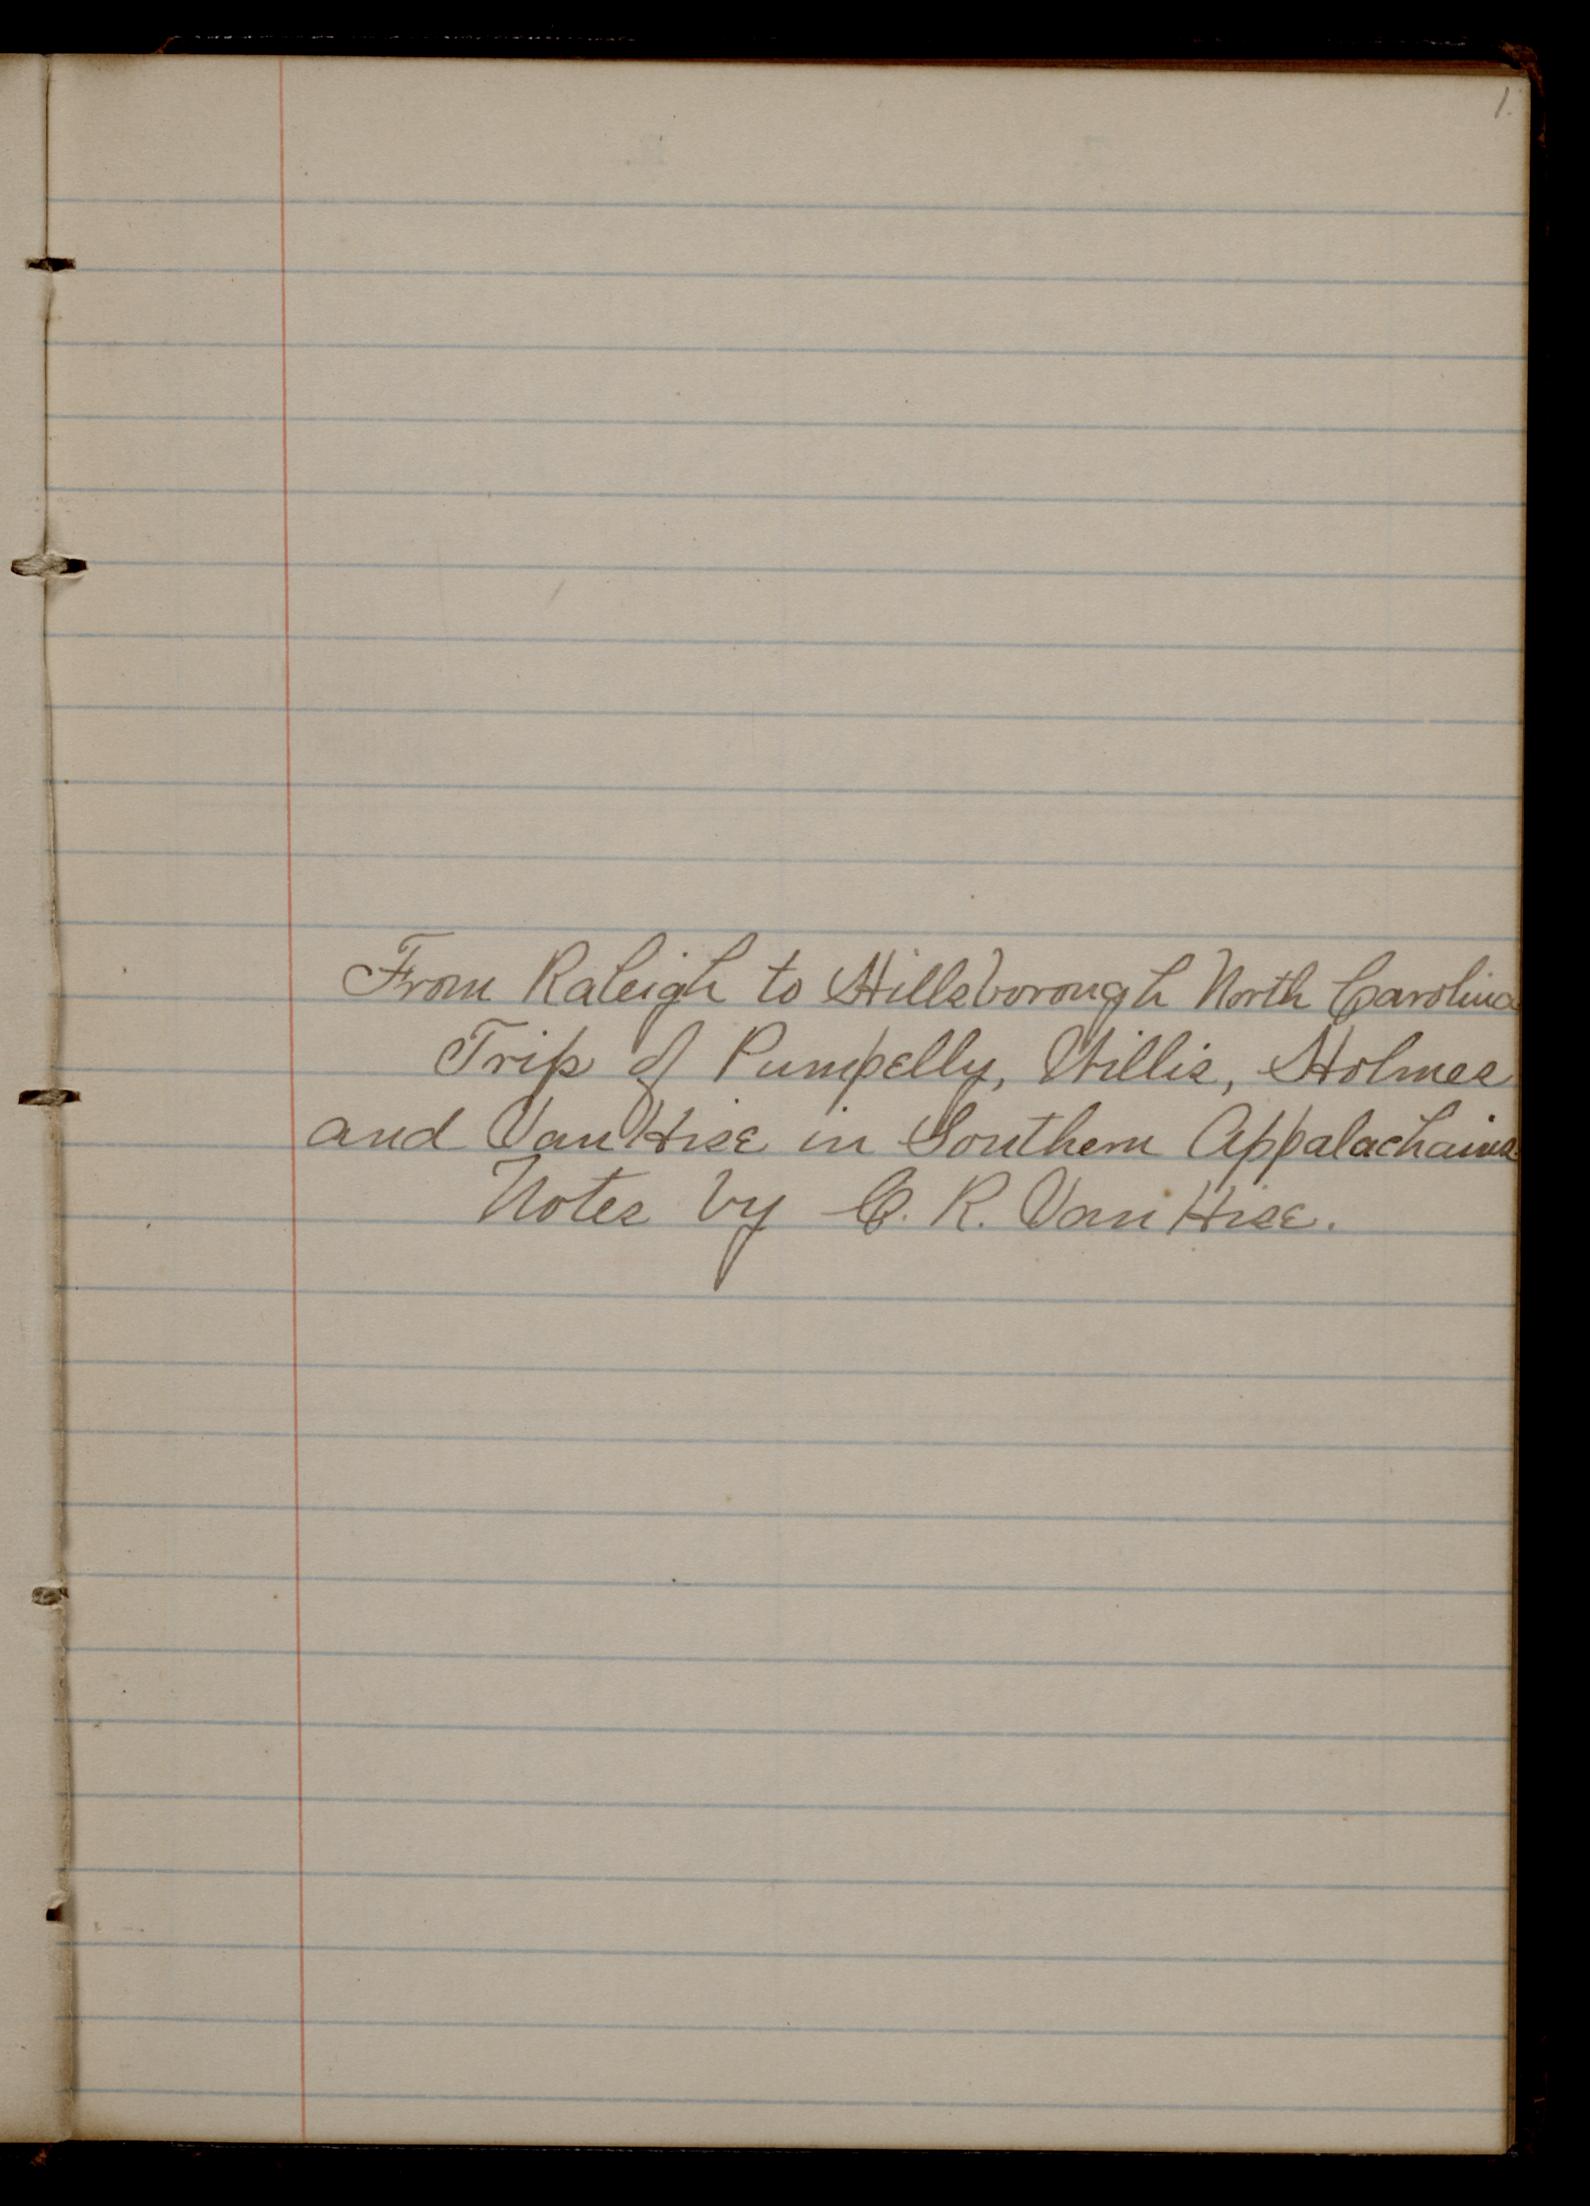 1.
From Raleigh to Hillsborough North Carolina
Trip of Pumpelly, Willis, Holmes
and Van Hise in Southern Appalachains
Notes by C. R. Van Hise.